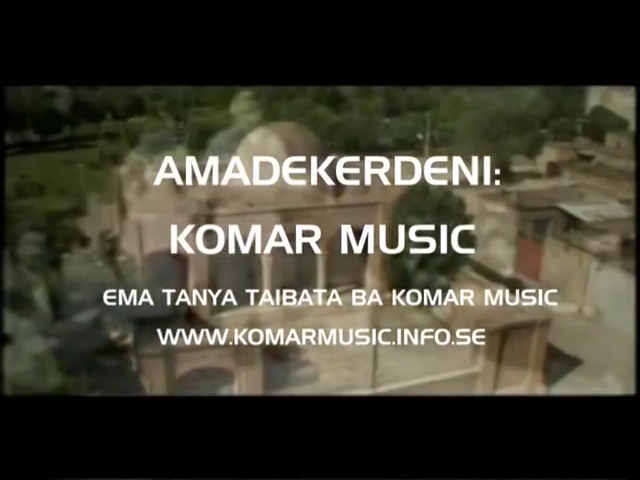 AMADEKERDENI:
KOMAR MUSIC
EMA TANYA TAIBATA BA KOMAR MUSIC
WWW.KOMARMUSIC.INFO.SE